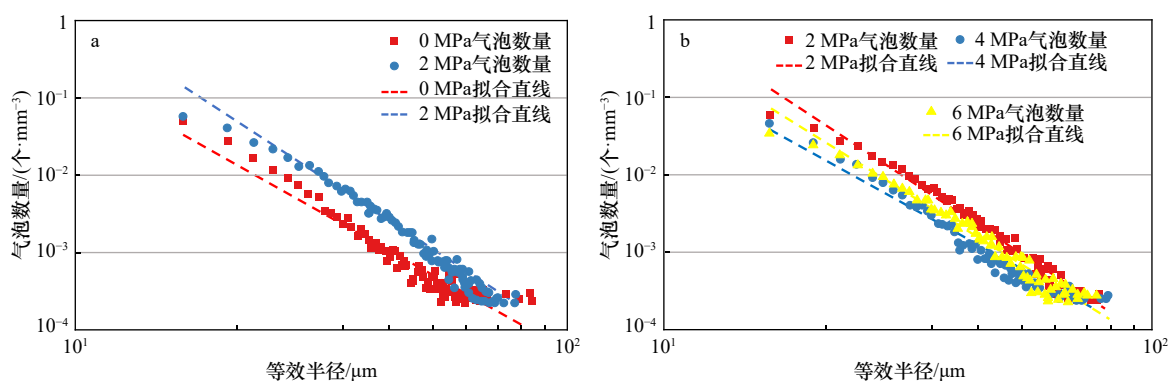 1
a
0 MPa气泡数量
2 MPa气泡数量
0 MPa拟合直线
2 MPa拟合直线
10⁻¹
10⁻²
10⁻³
10⁻⁴
气泡数量/(个·mm⁻³)
10¹
20
10²
等效半径/μm
1
b
2 MPa气泡数量
4 MPa气泡数量
2 MPa拟合直线
4 MPa拟合直线
6 MPa气泡数量
6 MPa拟合直线
10⁻¹
10⁻²
10⁻³
10⁻⁴
气泡数量/(个·mm⁻³)
10¹
20
10²
等效半径/μm